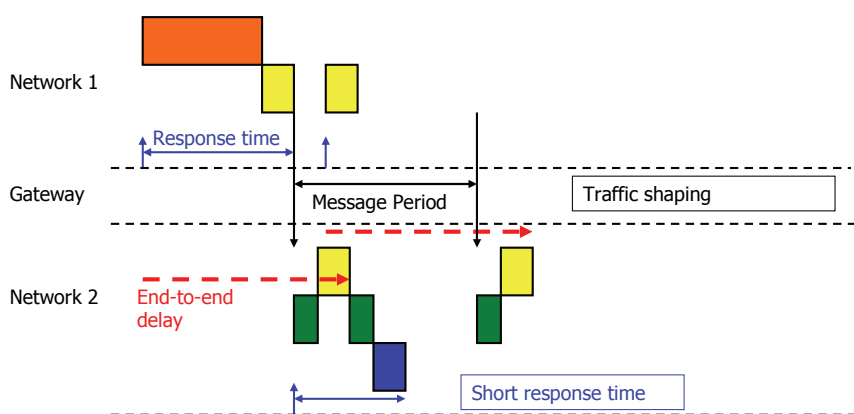 Network 1
Response time
Gateway
Message Period
Traffic shaping
Network 2
End-to-end
delay
Short response time